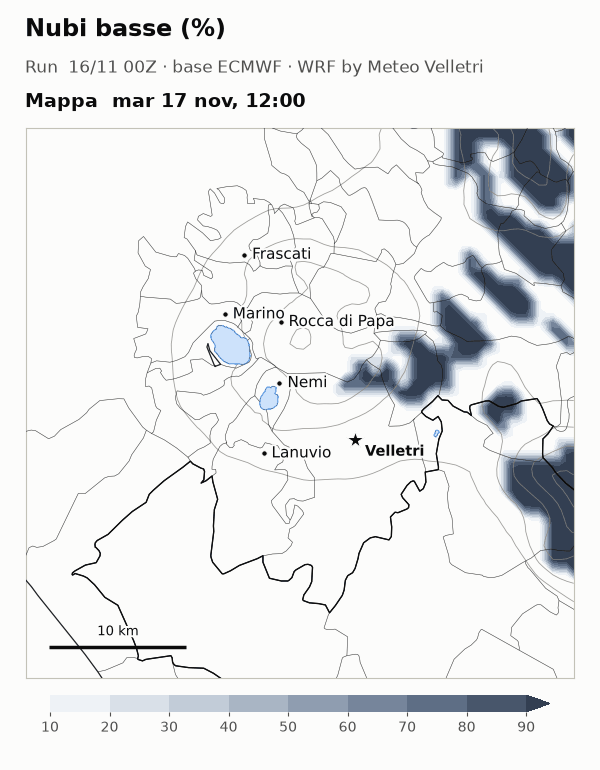 Nubi basse (%)
Run  16/11 00Z · base ECMWF · WRF by Meteo Velletri
Mappa  mar 17 nov, 12:00
Frascati
Marino
Rocca di Papa
Nemi
Velletri
Lanuvio
10 km
10 20 30 40 50 60 70 80 90